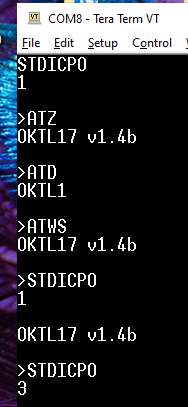 COM8 - Tera Term VT
File Edit Setup Control W
STDICPO
1
>ATZ
OKTL17 v1.4b
>ATD
OKTL1
>ATWS
OKTL17 v1.4b
>STDICPO
1
OKTL17 v1.4b
>STDICPO
3